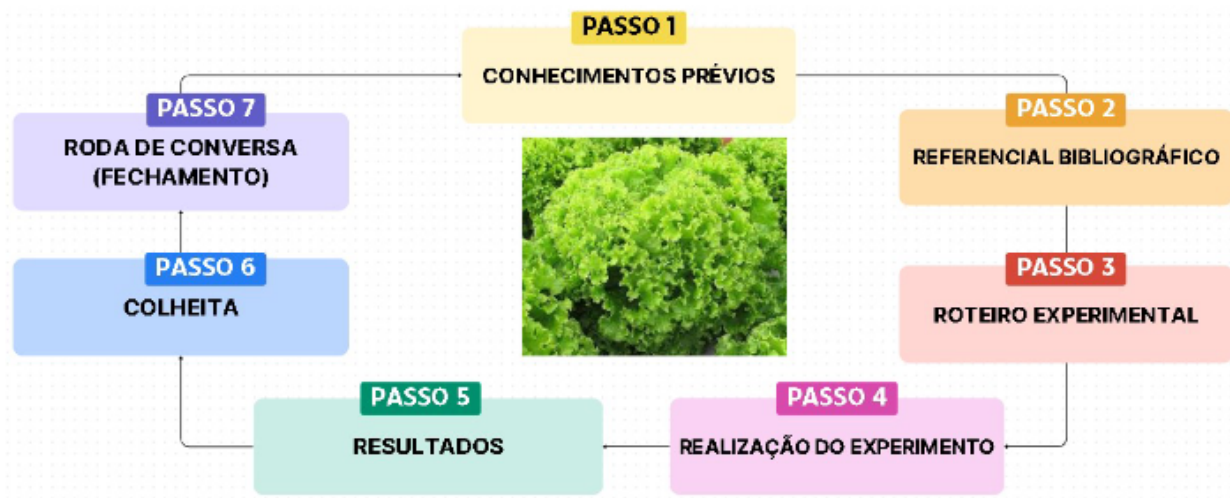 PASSO 1
CONHECIMENTOS PRÉVIOS
PASSO 2
REFERENCIAL BIBLIOGRÁFICO
PASSO 3
ROTEIRO EXPERIMENTAL
PASSO 4
REALIZAÇÃO DO EXPERIMENTO
PASSO 5
RESULTADOS
PASSO 6
COLHEITA
PASSO 7
RODA DE CONVERSA
(FECHAMENTO)